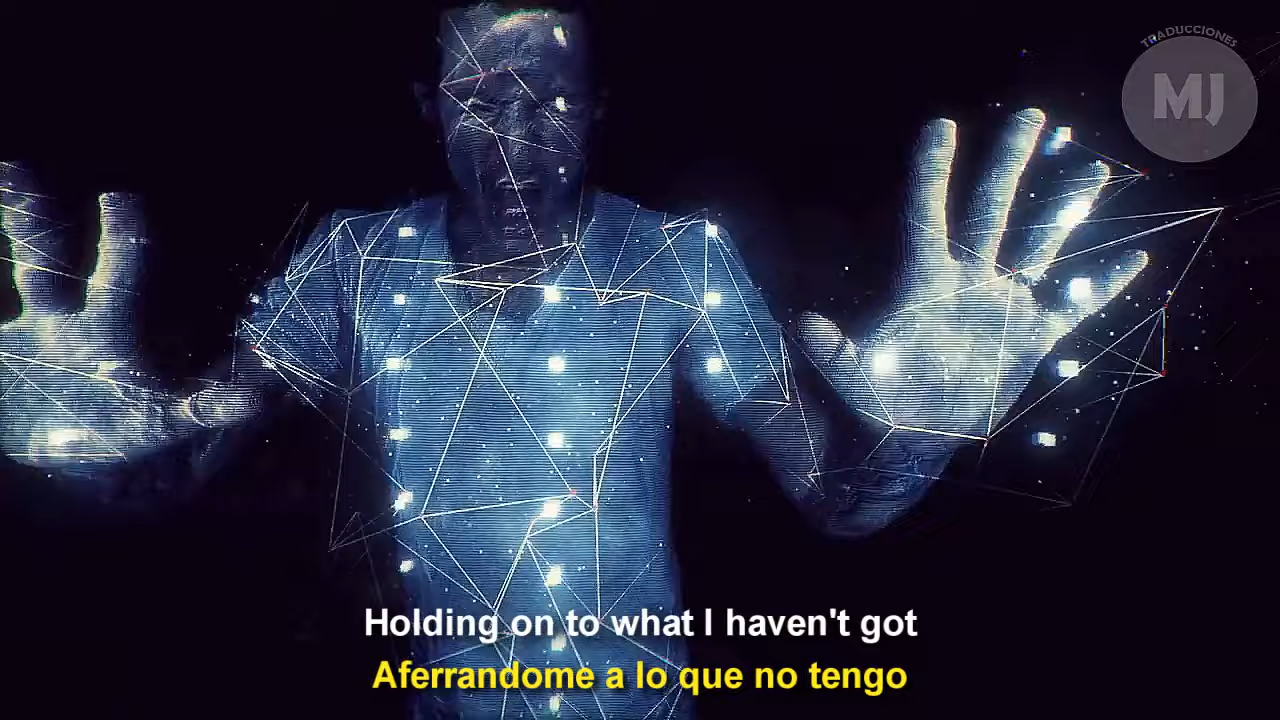 TRADUCCIONES
MJ
Holding on to what I haven't got
Aferrandome a lo que no tengo